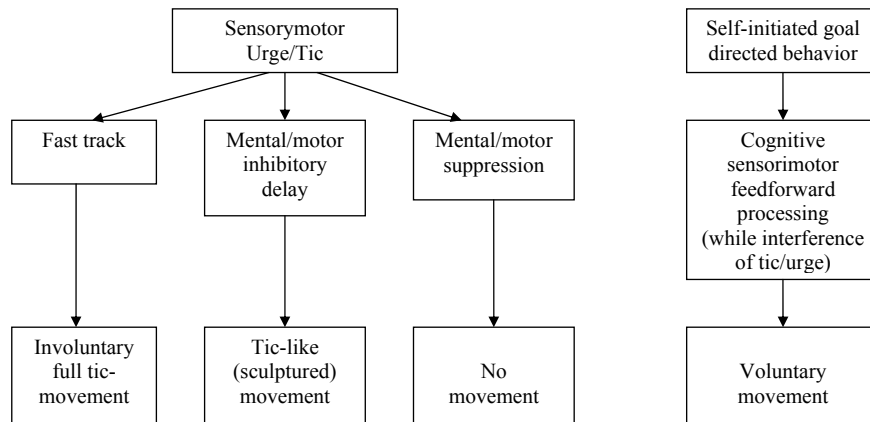 Sensorymotor
Urge/Tic
Self-initiated goal
directed behavior
Fast track
Mental/motor
inhibitory
delay
Mental/motor
suppression
Cognitive
sensorimotor
feedforward
processing
(while interference
of tic/urge)
Involuntary
full tic-
movement
Tic-like
(sculptured)
movement
No
movement
Voluntary
movement